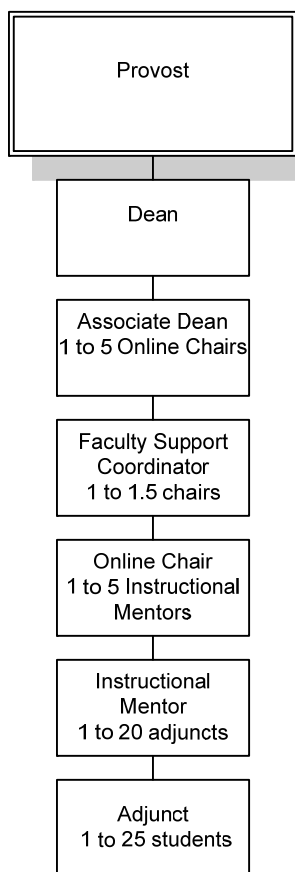 Provost
Dean
Associate Dean
1 to 5 Online Chairs
Faculty Support
Coordinator
1 to 1.5 chairs
Online Chair
1 to 5 Instructional
Mentors
Instructional
Mentor
1 to 20 adjuncts
Adjunct
1 to 25 students